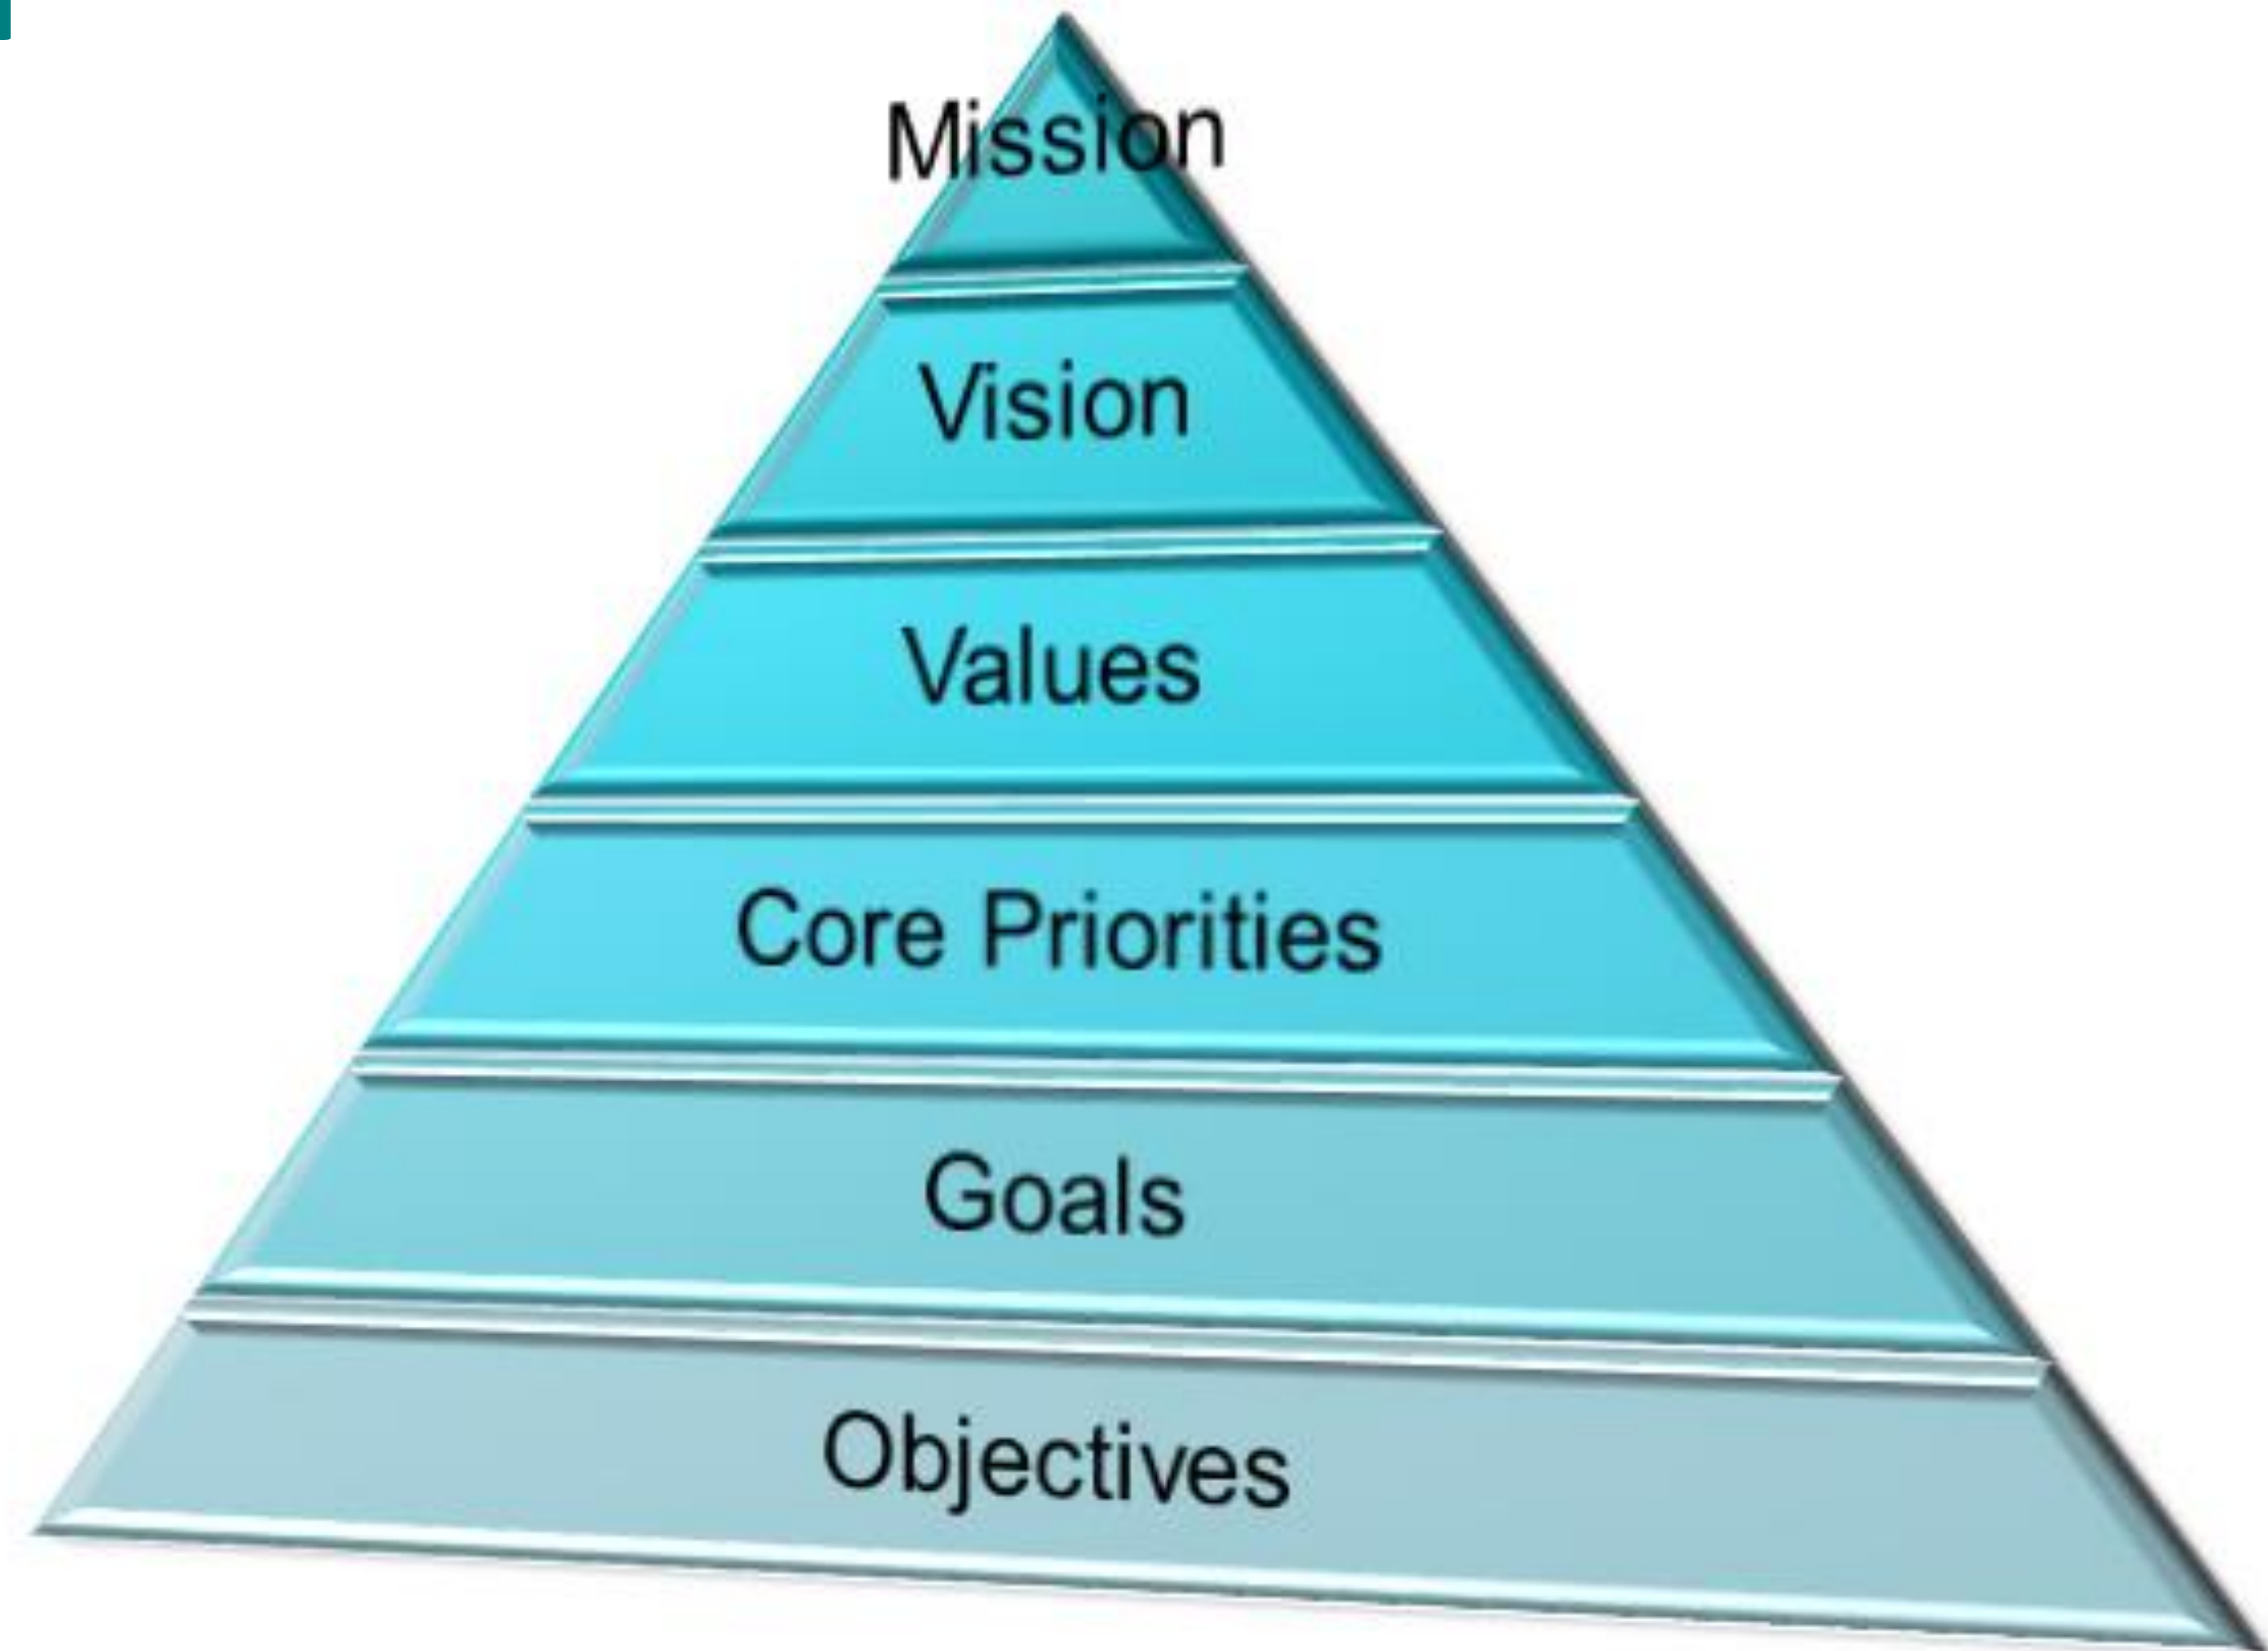 Mission
Vision
Values
Core Priorities
Goals
Objectives